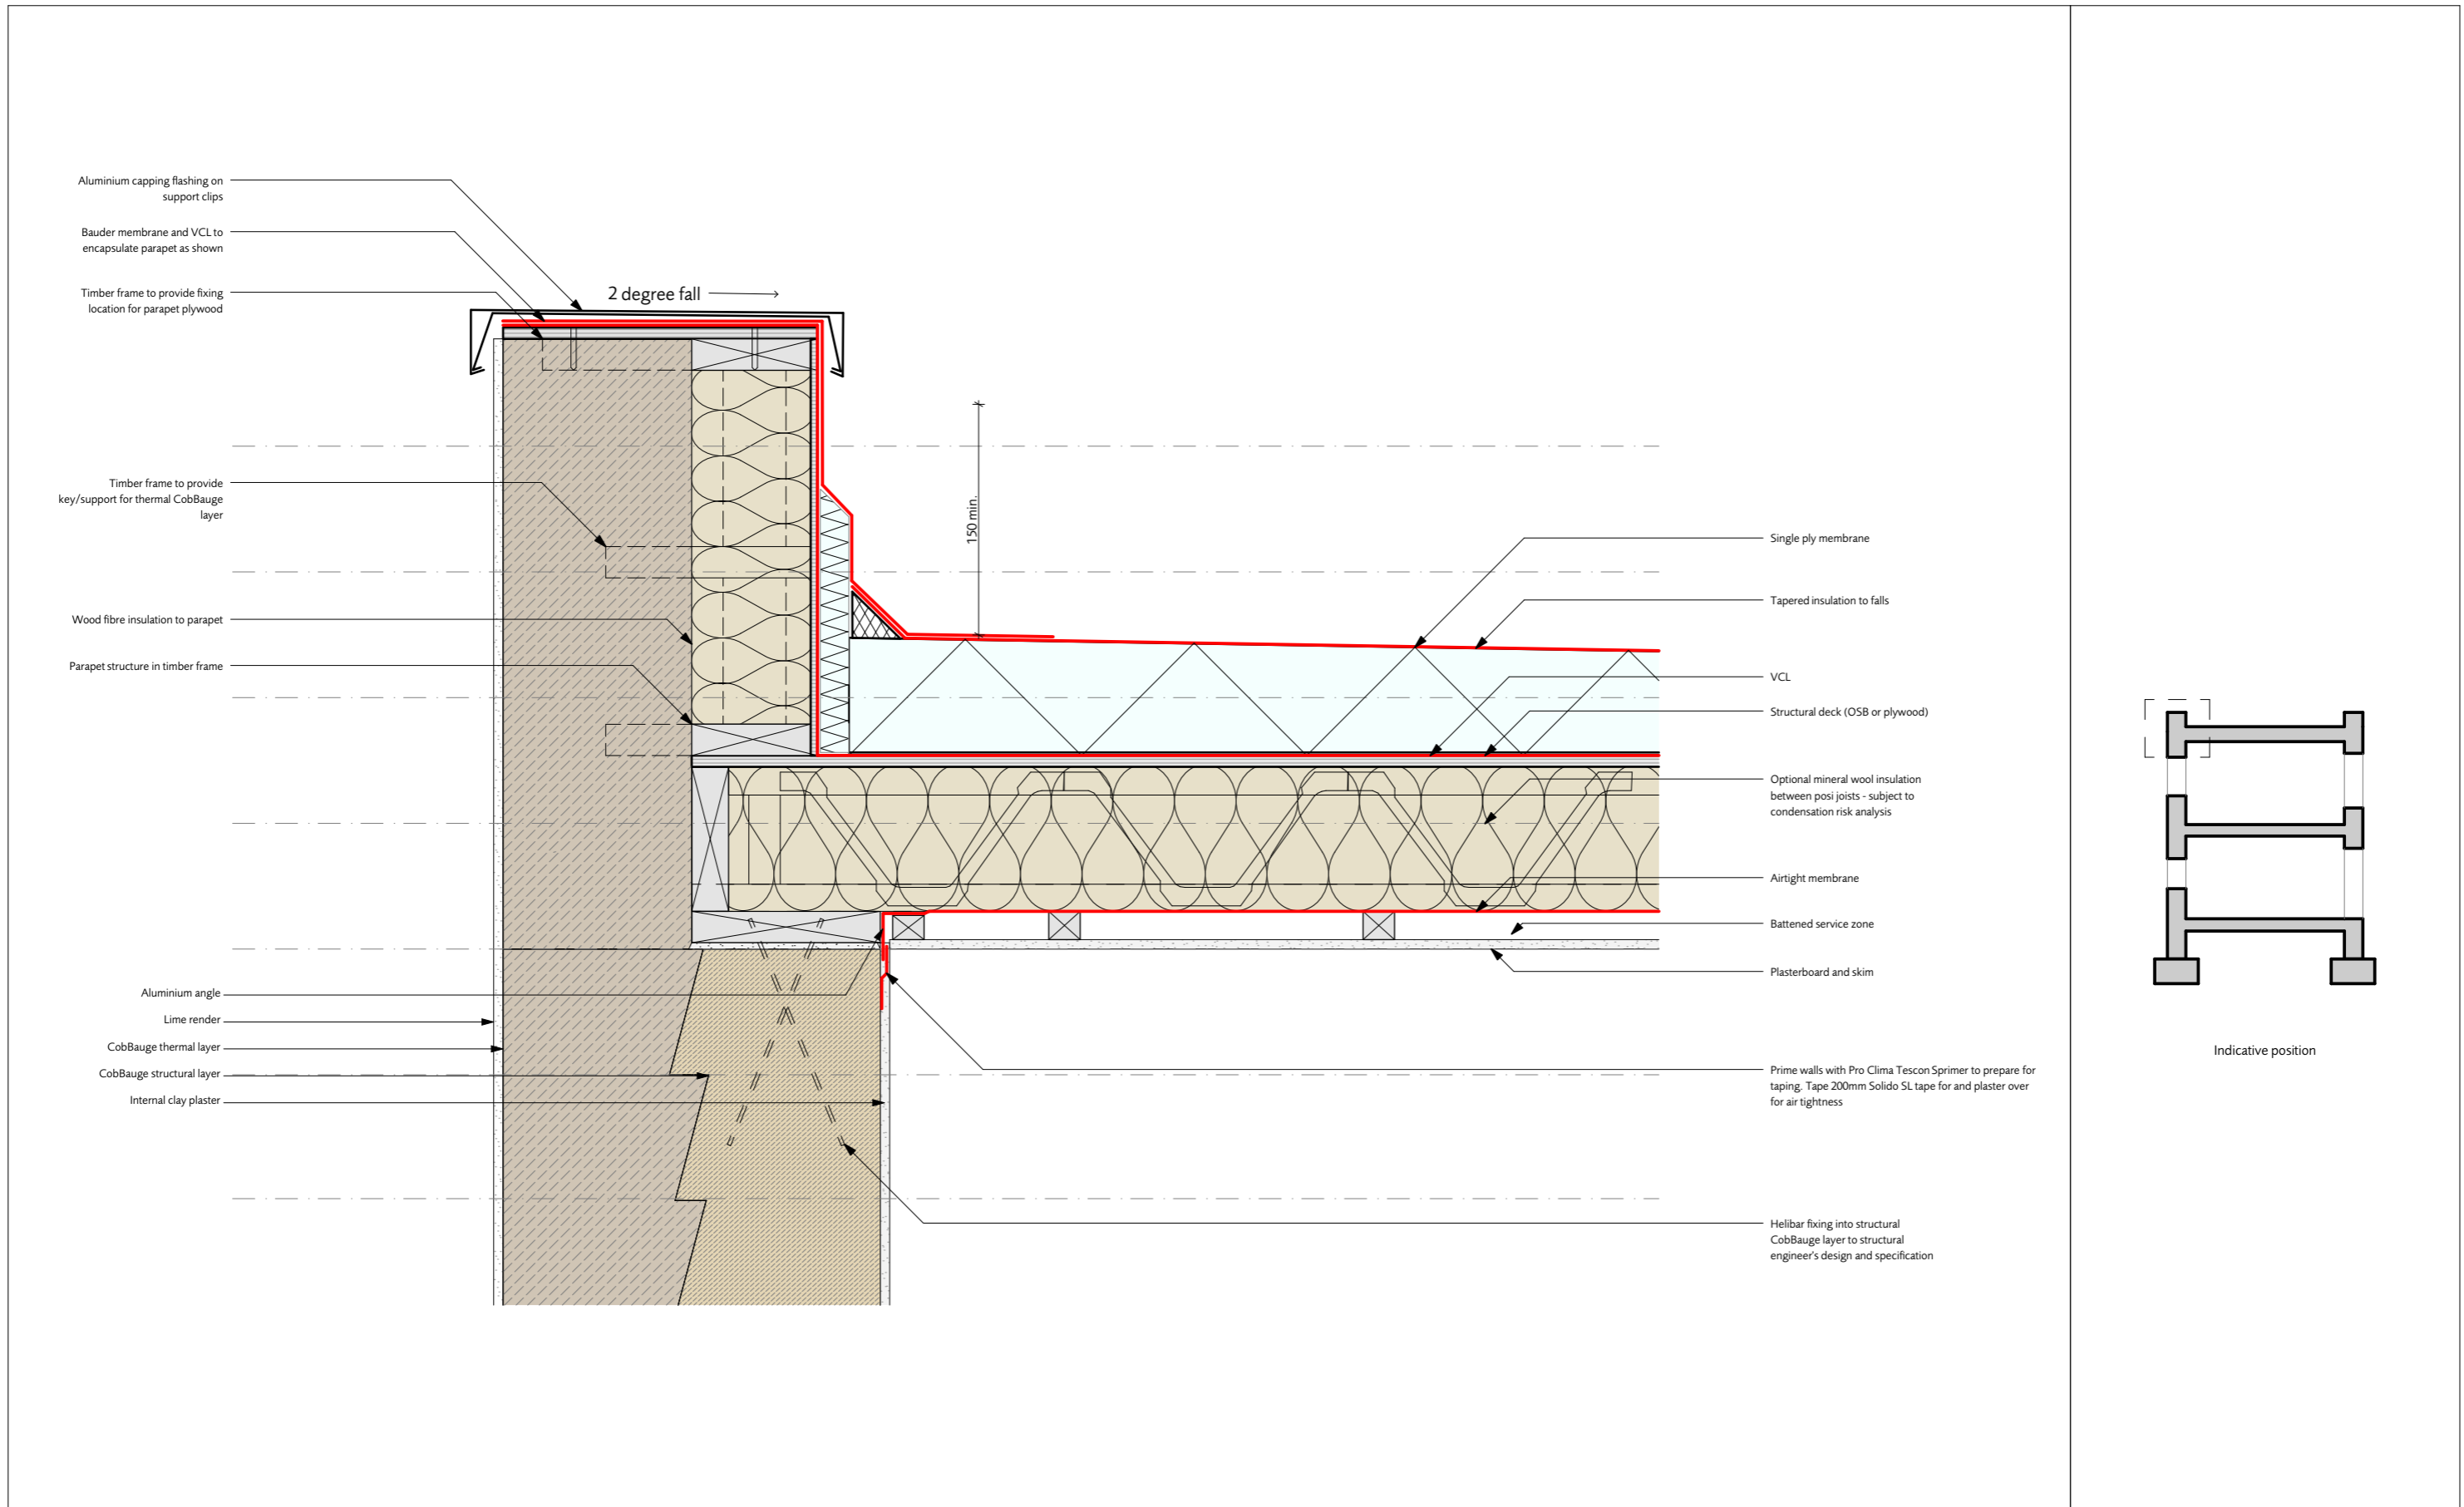 Aluminium capping flashing on
support clips
Bauder membrane and VCL to
encapsulate parapet as shown
Timber frame to provide fixing
location for parapet plywood
2 degree fall
Timber frame to provide
key/support for thermal CobBauge
layer
150 min.
Wood fibre insulation to parapet
Parapet structure in timber frame
Aluminium angle
Lime render
CobBauge thermal layer
CobBauge structural layer
Internal clay plaster
Single ply membrane
Tapered insulation to falls
VCL
Structural deck (OSB or plywood)
Optional mineral wool insulation
between posi joists - subject to
condensation risk analysis
Airtight membrane
Battened service zone
Plasterboard and skim
Prime walls with Pro Clima Tescon Sprimer to prepare for
taping. Tape 200mm Solido SL tape for and plaster over
for air tightness
Helibar fixing into structural
CobBauge layer to structural
engineer's design and specification
Indicative position